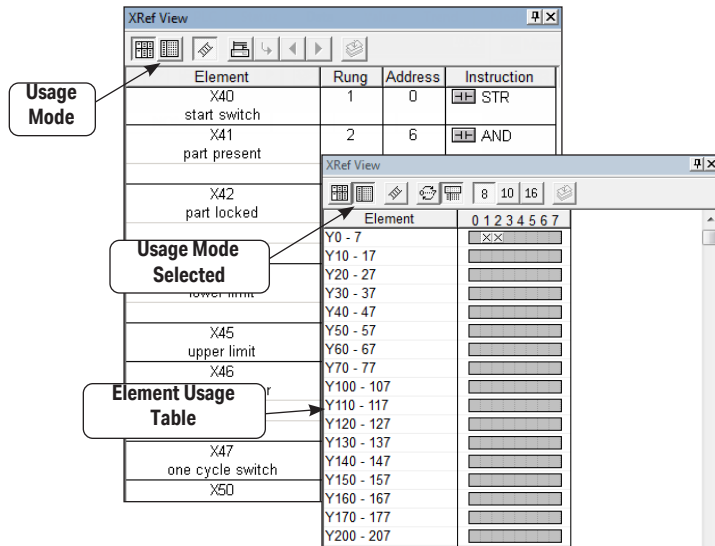 XRef View
Element Rung Address Instruction
Usage
Mode
X40 1 0 STR
start switch
X41 2 6 AND
part present
X42
part locked
Usage Mode
Selected
lower limit
X45
upper limit
X46
r
Element Usage
Table
X47
one cycle switch
X50
XRef View
8 10 16
Element 0 1 2 3 4 5 6 7
Y0 - 7
Y10 - 17
Y20 - 27
Y30 - 37
Y40 - 47
Y50 - 57
Y60 - 67
Y70 - 77
Y100 - 107
Y110 - 117
Y120 - 127
Y130 - 137
Y140 - 147
Y150 - 157
Y160 - 167
Y170 - 177
Y200 - 207